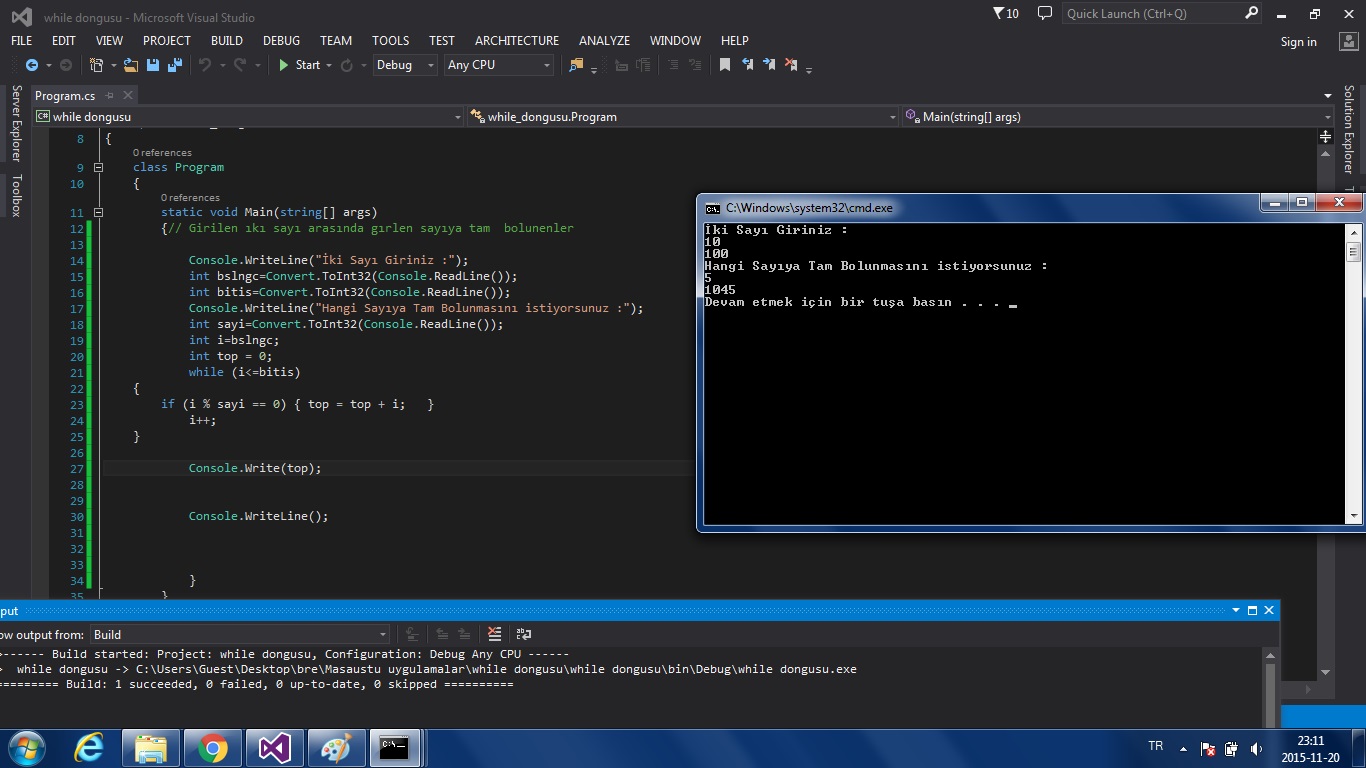 while dongusu - Microsoft Visual Studio
10
Quick Launch (Ctrl+Q)
FILE EDIT VIEW PROJECT BUILD DEBUG TEAM TOOLS TEST ARCHITECTURE ANALYZE WINDOW HELP
Sign in
Start
Debug
Any CPU
Server Explorer
Toolbox
Solution Explorer
Program.cs
C# while dongusu
while_dongusu.Program
Main(string[] args)
8 {
0 references
9 class Program
10 {
0 references
11 static void Main(string[] args)
12 {// Girilen ıkı sayı arasında gırlen sayıya tam  bolunenler
13
14 Console.WriteLine("İki Sayı Giriniz :");
15 int bslngc=Convert.ToInt32(Console.ReadLine());
16 int bitis=Convert.ToInt32(Console.ReadLine());
17 Console.WriteLine("Hangi Sayıya Tam Bolunmasını istiyorsunuz :");
18 int sayi=Convert.ToInt32(Console.ReadLine());
19 int i=bslngc;
20 int top = 0;
21 while (i<=bitis)
22 {
23 if (i % sayi == 0) { top = top + i;   }
24 i++;
25 }
26
27 Console.Write(top);
28
29
30 Console.WriteLine();
31
32
33
34 }
35 }
C:\Windows\system32\cmd.exe
İki Sayı Giriniz :
10
100
Hangi Sayıya Tam Bolunmasını istiyorsunuz :
5
1045
Devam etmek için bir tuşa basın . . . _
put
ow output from: Build
>------ Build started: Project: while dongusu, Configuration: Debug Any CPU ------
>  while dongusu -> C:\Users\Guest\Desktop\bre\Masaustu uygulamalar\while dongusu\while dongusu\bin\Debug\while dongusu.exe
========= Build: 1 succeeded, 0 failed, 0 up-to-date, 0 skipped ==========
TR
23:11
2015-11-20